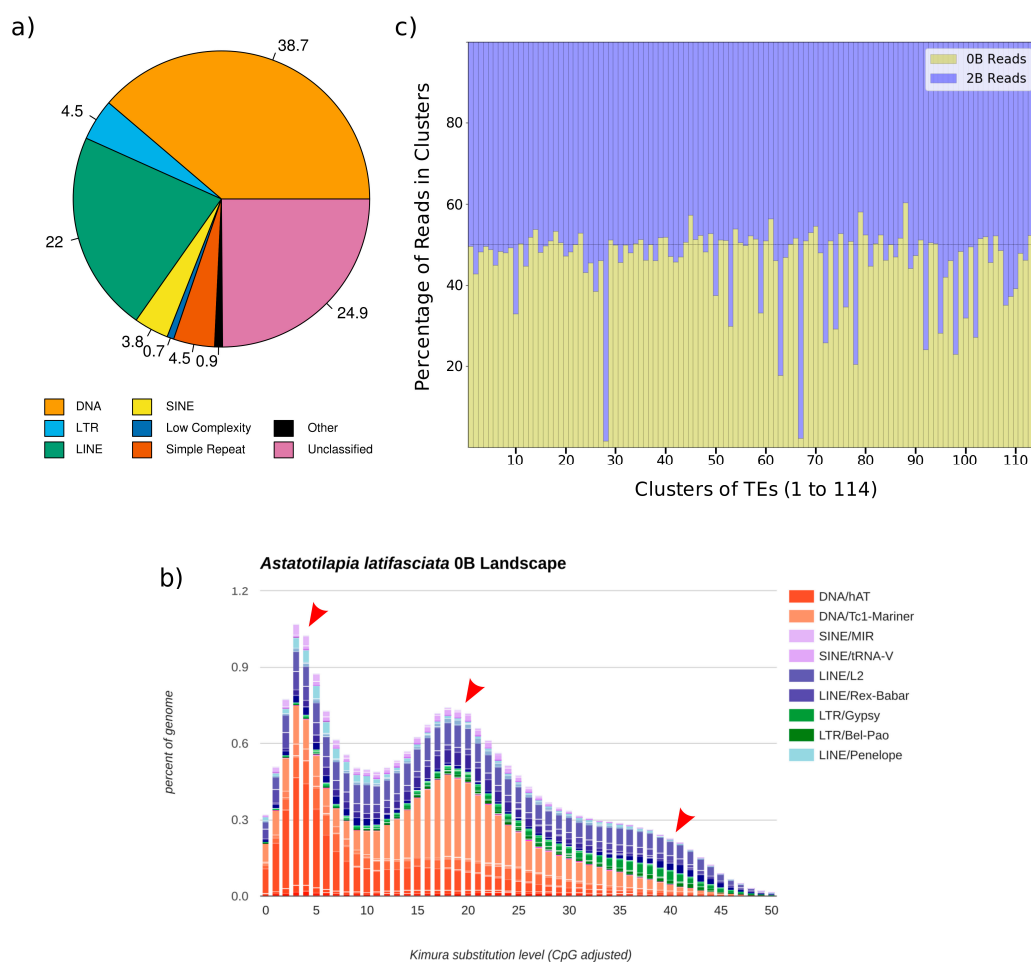 a)
38.7
4.5
22
3.8
0.7
4.5
0.9
24.9
DNA
LTR
LINE
SINE
Low Complexity
Simple Repeat
Other
Unclassified
c)
Percentage of Reads in Clusters
80
60
40
20
0B Reads
2B Reads
10 20 30 40 50 60 70 80 90 100 110
Clusters of TEs (1 to 114)
b)
Astatotilapia latifasciata 0B Landscape
percent of genome
1.2
0.9
0.6
0.3
0.0
0 5 10 15 20 25 30 35 40 45 50
Kimura substitution level (CpG adjusted)
DNA/hAT
DNA/Tc1-Mariner
SINE/MIR
SINE/tRNA-V
LINE/L2
LINE/Rex-Babar
LTR/Gypsy
LTR/Bel-Pao
LINE/Penelope